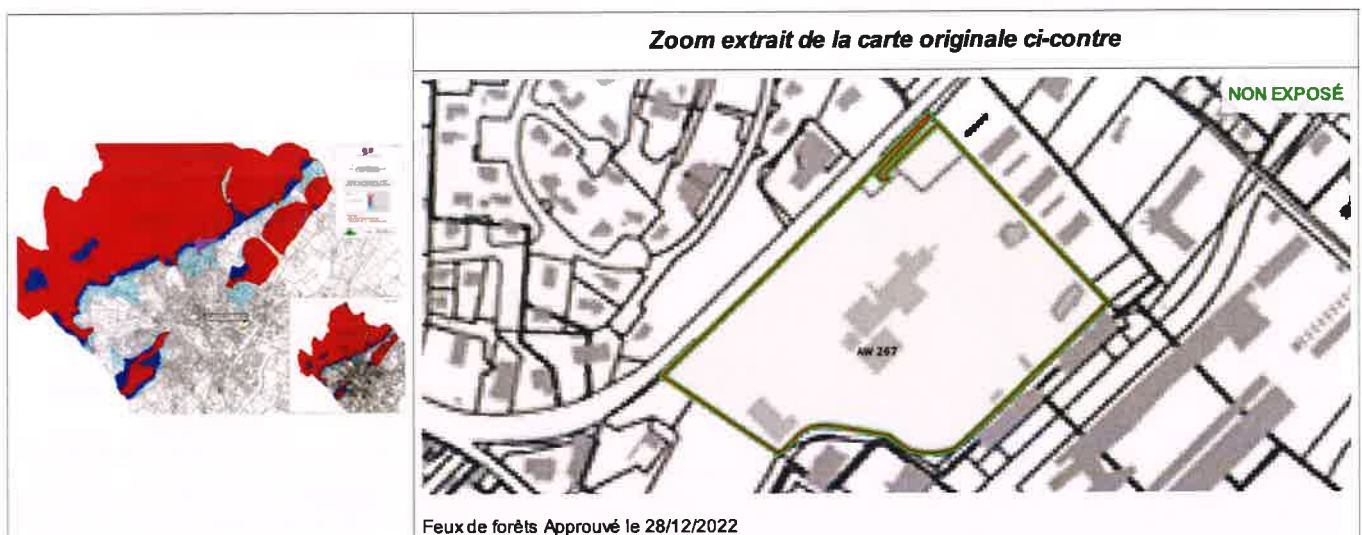 Zoom extrait de la carte originale ci-contre
NON EXPOSÉ
AW 267
Feux de forêts Approuvé le 28/12/2022